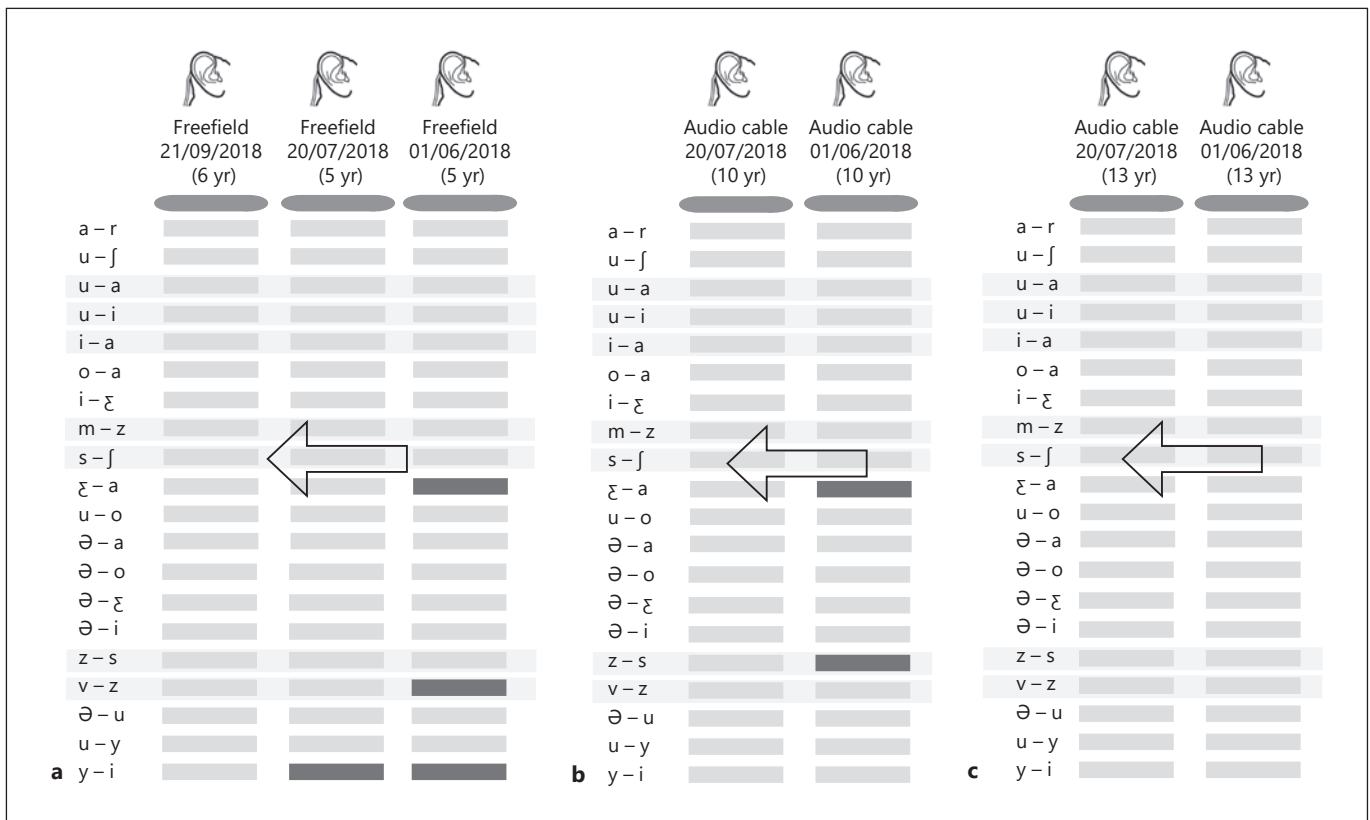 Freefield
21/09/2018
(6 yr)
Freefield
20/07/2018
(5 yr)
Freefield
01/06/2018
(5 yr)
a – r
u – ʃ
u – a
u – i
i – a
o – a
i – Ƹ
m – z
s – ʃ
Ƹ – a
u – o
Ə – a
Ə – o
Ə – Ƹ
Ə – i
z – s
v – z
Ə – u
u – y
a y – i
Audio cable
20/07/2018
(10 yr)
Audio cable
01/06/2018
(10 yr)
a – r
u – ʃ
u – a
u – i
i – a
o – a
i – Ƹ
m – z
s – ʃ
Ƹ – a
u – o
Ə – a
Ə – o
Ə – Ƹ
Ə – i
z – s
v – z
Ə – u
u – y
b y – i
Audio cable
20/07/2018
(13 yr)
Audio cable
01/06/2018
(13 yr)
a – r
u – ʃ
u – a
u – i
i – a
o – a
i – Ƹ
m – z
s – ʃ
Ƹ – a
u – o
Ə – a
Ə – o
Ə – Ƹ
Ə – i
z – s
v – z
Ə – u
u – y
c y – i